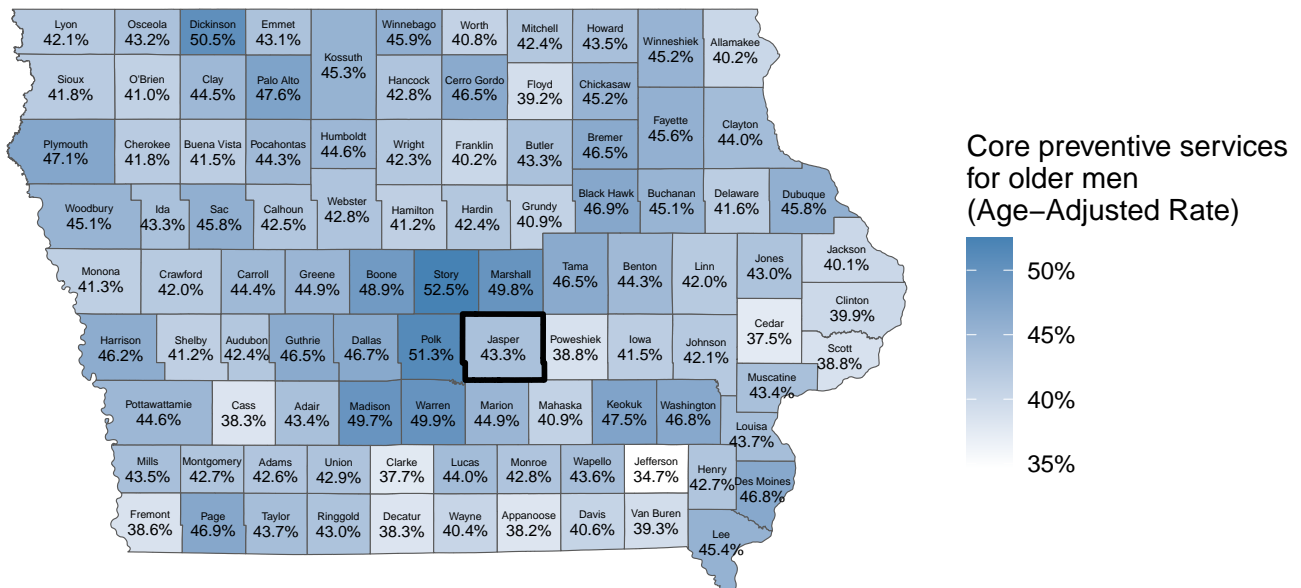 Lyon
42.1%
Osceola
43.2%
Dickinson
50.5%
Emmet
43.1%
Kossuth
45.3%
Winnebago
45.9%
Worth
40.8%
Mitchell
42.4%
Howard
43.5%
Winneshiek
45.2%
Allamakee
40.2%
Sioux
41.8%
O'Brien
41.0%
Clay
44.5%
Palo Alto
47.6%
Hancock
42.8%
Cerro Gordo
46.5%
Floyd
39.2%
Chickasaw
45.2%
Plymouth
47.1%
Cherokee
41.8%
Buena Vista
41.5%
Pocahontas
44.3%
Humboldt
44.6%
Wright
42.3%
Franklin
40.2%
Butler
43.3%
Bremer
46.5%
Fayette
45.6%
Clayton
44.0%
Woodbury
45.1%
Ida
43.3%
Sac
45.8%
Calhoun
42.5%
Webster
42.8%
Hamilton
41.2%
Hardin
42.4%
Grundy
40.9%
Black Hawk
46.9%
Buchanan
45.1%
Delaware
41.6%
Dubuque
45.8%
Monona
41.3%
Crawford
42.0%
Carroll
44.4%
Greene
44.9%
Boone
48.9%
Story
52.5%
Marshall
49.8%
Tama
46.5%
Benton
44.3%
Linn
42.0%
Jones
43.0%
Jackson
40.1%
Clinton
39.9%
Harrison
46.2%
Shelby
41.2%
Audubon
42.4%
Guthrie
46.5%
Dallas
46.7%
Polk
51.3%
Jasper
43.3%
Poweshiek
38.8%
Iowa
41.5%
Johnson
42.1%
Cedar
37.5%
Scott
38.8%
Muscatine
43.4%
Pottawattamie
44.6%
Cass
38.3%
Adair
43.4%
Madison
49.7%
Warren
49.9%
Marion
44.9%
Mahaska
40.9%
Keokuk
47.5%
Washington
46.8%
Louisa
43.7%
Mills
43.5%
Montgomery
42.7%
Adams
42.6%
Union
42.9%
Clarke
37.7%
Lucas
44.0%
Monroe
42.8%
Wapello
43.6%
Jefferson
34.7%
Henry
42.7%
Des Moines
46.8%
Fremont
38.6%
Page
46.9%
Taylor
43.7%
Ringgold
43.0%
Decatur
38.3%
Wayne
40.4%
Appanoose
38.2%
Davis
40.6%
Van Buren
39.3%
Lee
45.4%
Core preventive services
for older men
(Age−Adjusted Rate)
50%
45%
40%
35%